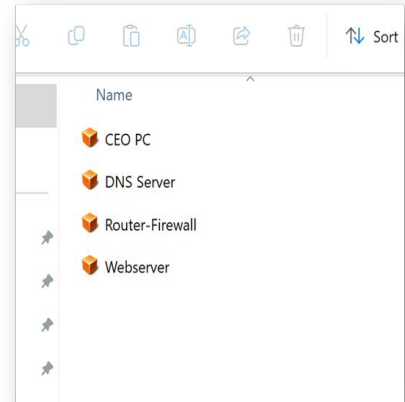 Sort
Name
CEO PC
DNS Server
Router-Firewall
Webserver